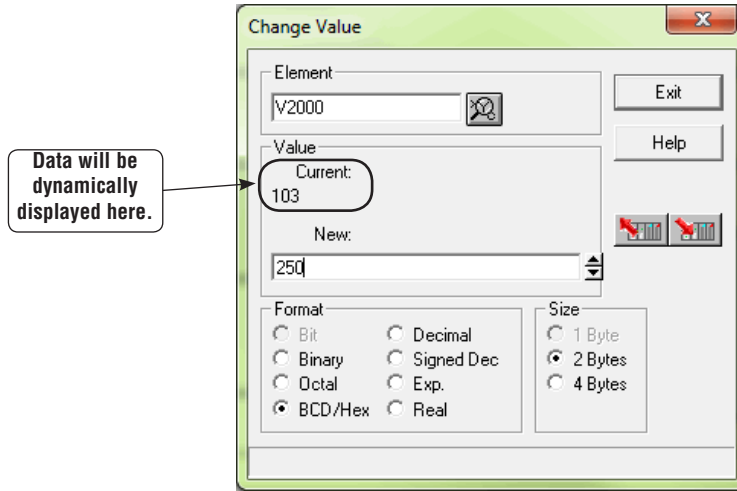 Change Value
Element
V2000
Exit
Help
Value
Current:
103
New:
250
Data will be
dynamically
displayed here.
Format
Bit
Decimal
Binary
Signed Dec
Octal
Exp.
BCD/Hex
Real
Size
1 Byte
2 Bytes
4 Bytes